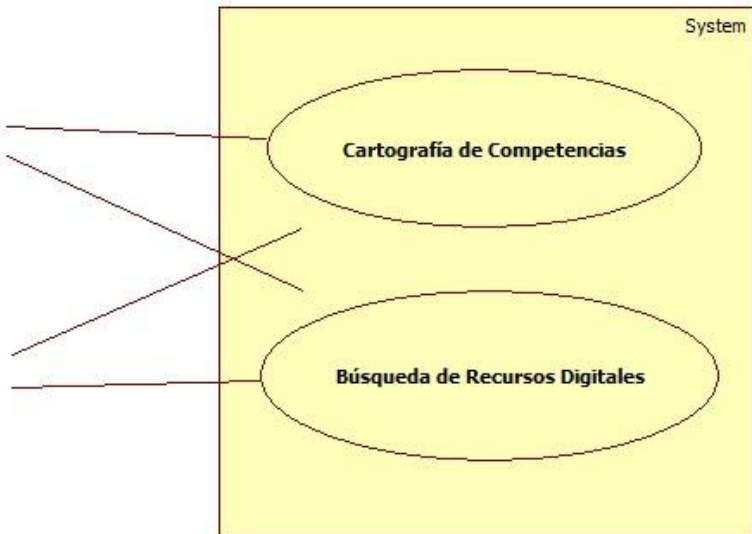 System
Cartografía de Competencias
Búsqueda de Recursos Digitales